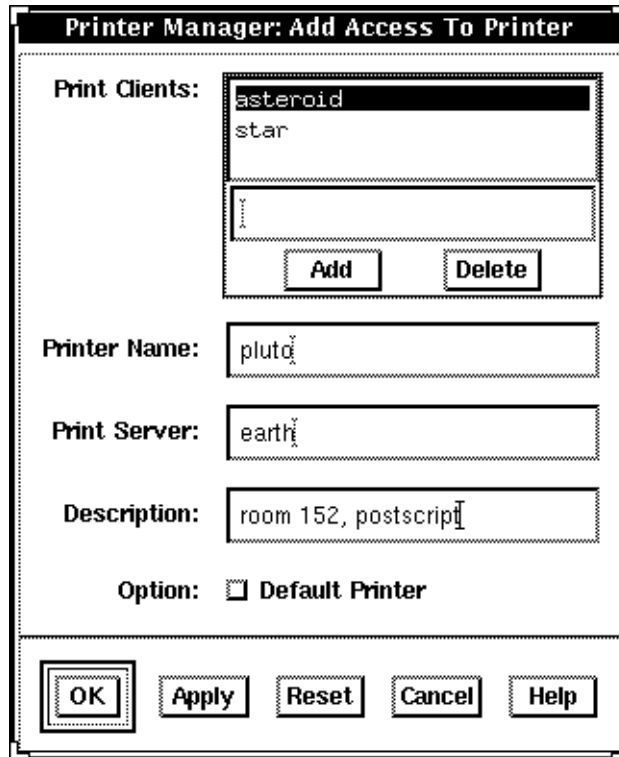 Printer Manager: Add Access To Printer
Print Clients:
asteroid
star
Add Delete
Printer Name: pluto
Print Server: earth
Description: room 152, postscript
Option: Default Printer
OK Apply Reset Cancel Help